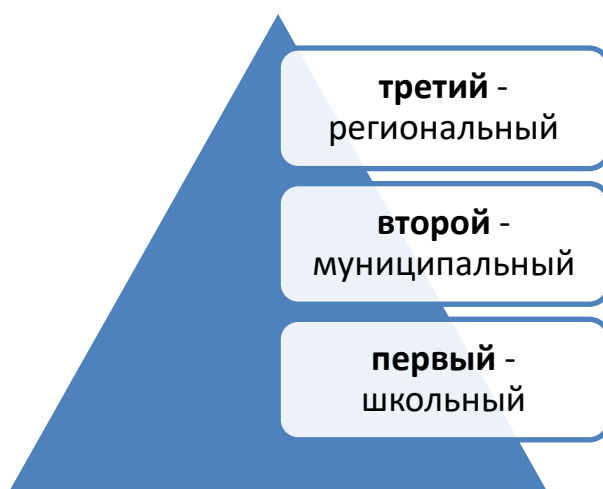 третий -
региональный
второй -
муниципальный
первый -
школьный